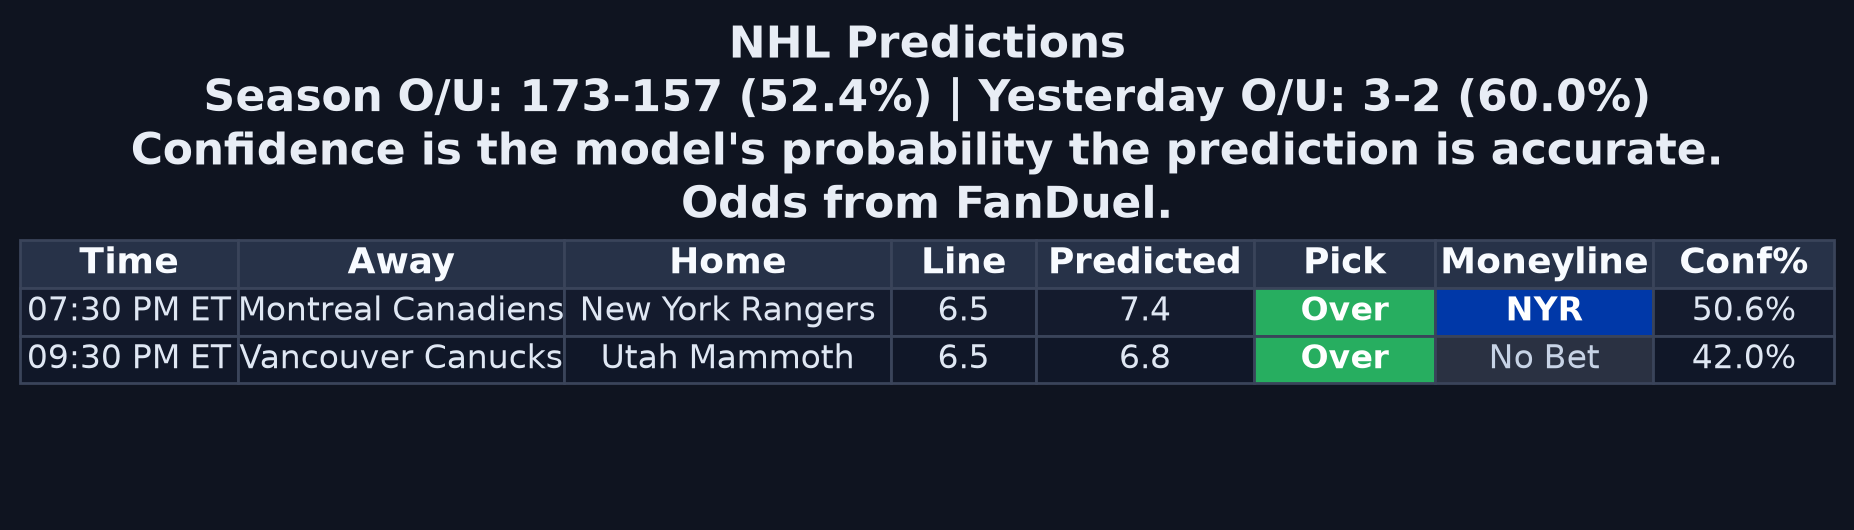 NHL Predictions
Season O/U: 173-157 (52.4%) | Yesterday O/U: 3-2 (60.0%)
Confidence is the model's probability the prediction is accurate.
Odds from FanDuel.
Time Away Home Line Predicted Pick Moneyline Conf%
07:30 PM ET Montreal Canadiens New York Rangers 6.5 7.4 Over NYR 50.6%
09:30 PM ET Vancouver Canucks Utah Mammoth 6.5 6.8 Over No Bet 42.0%